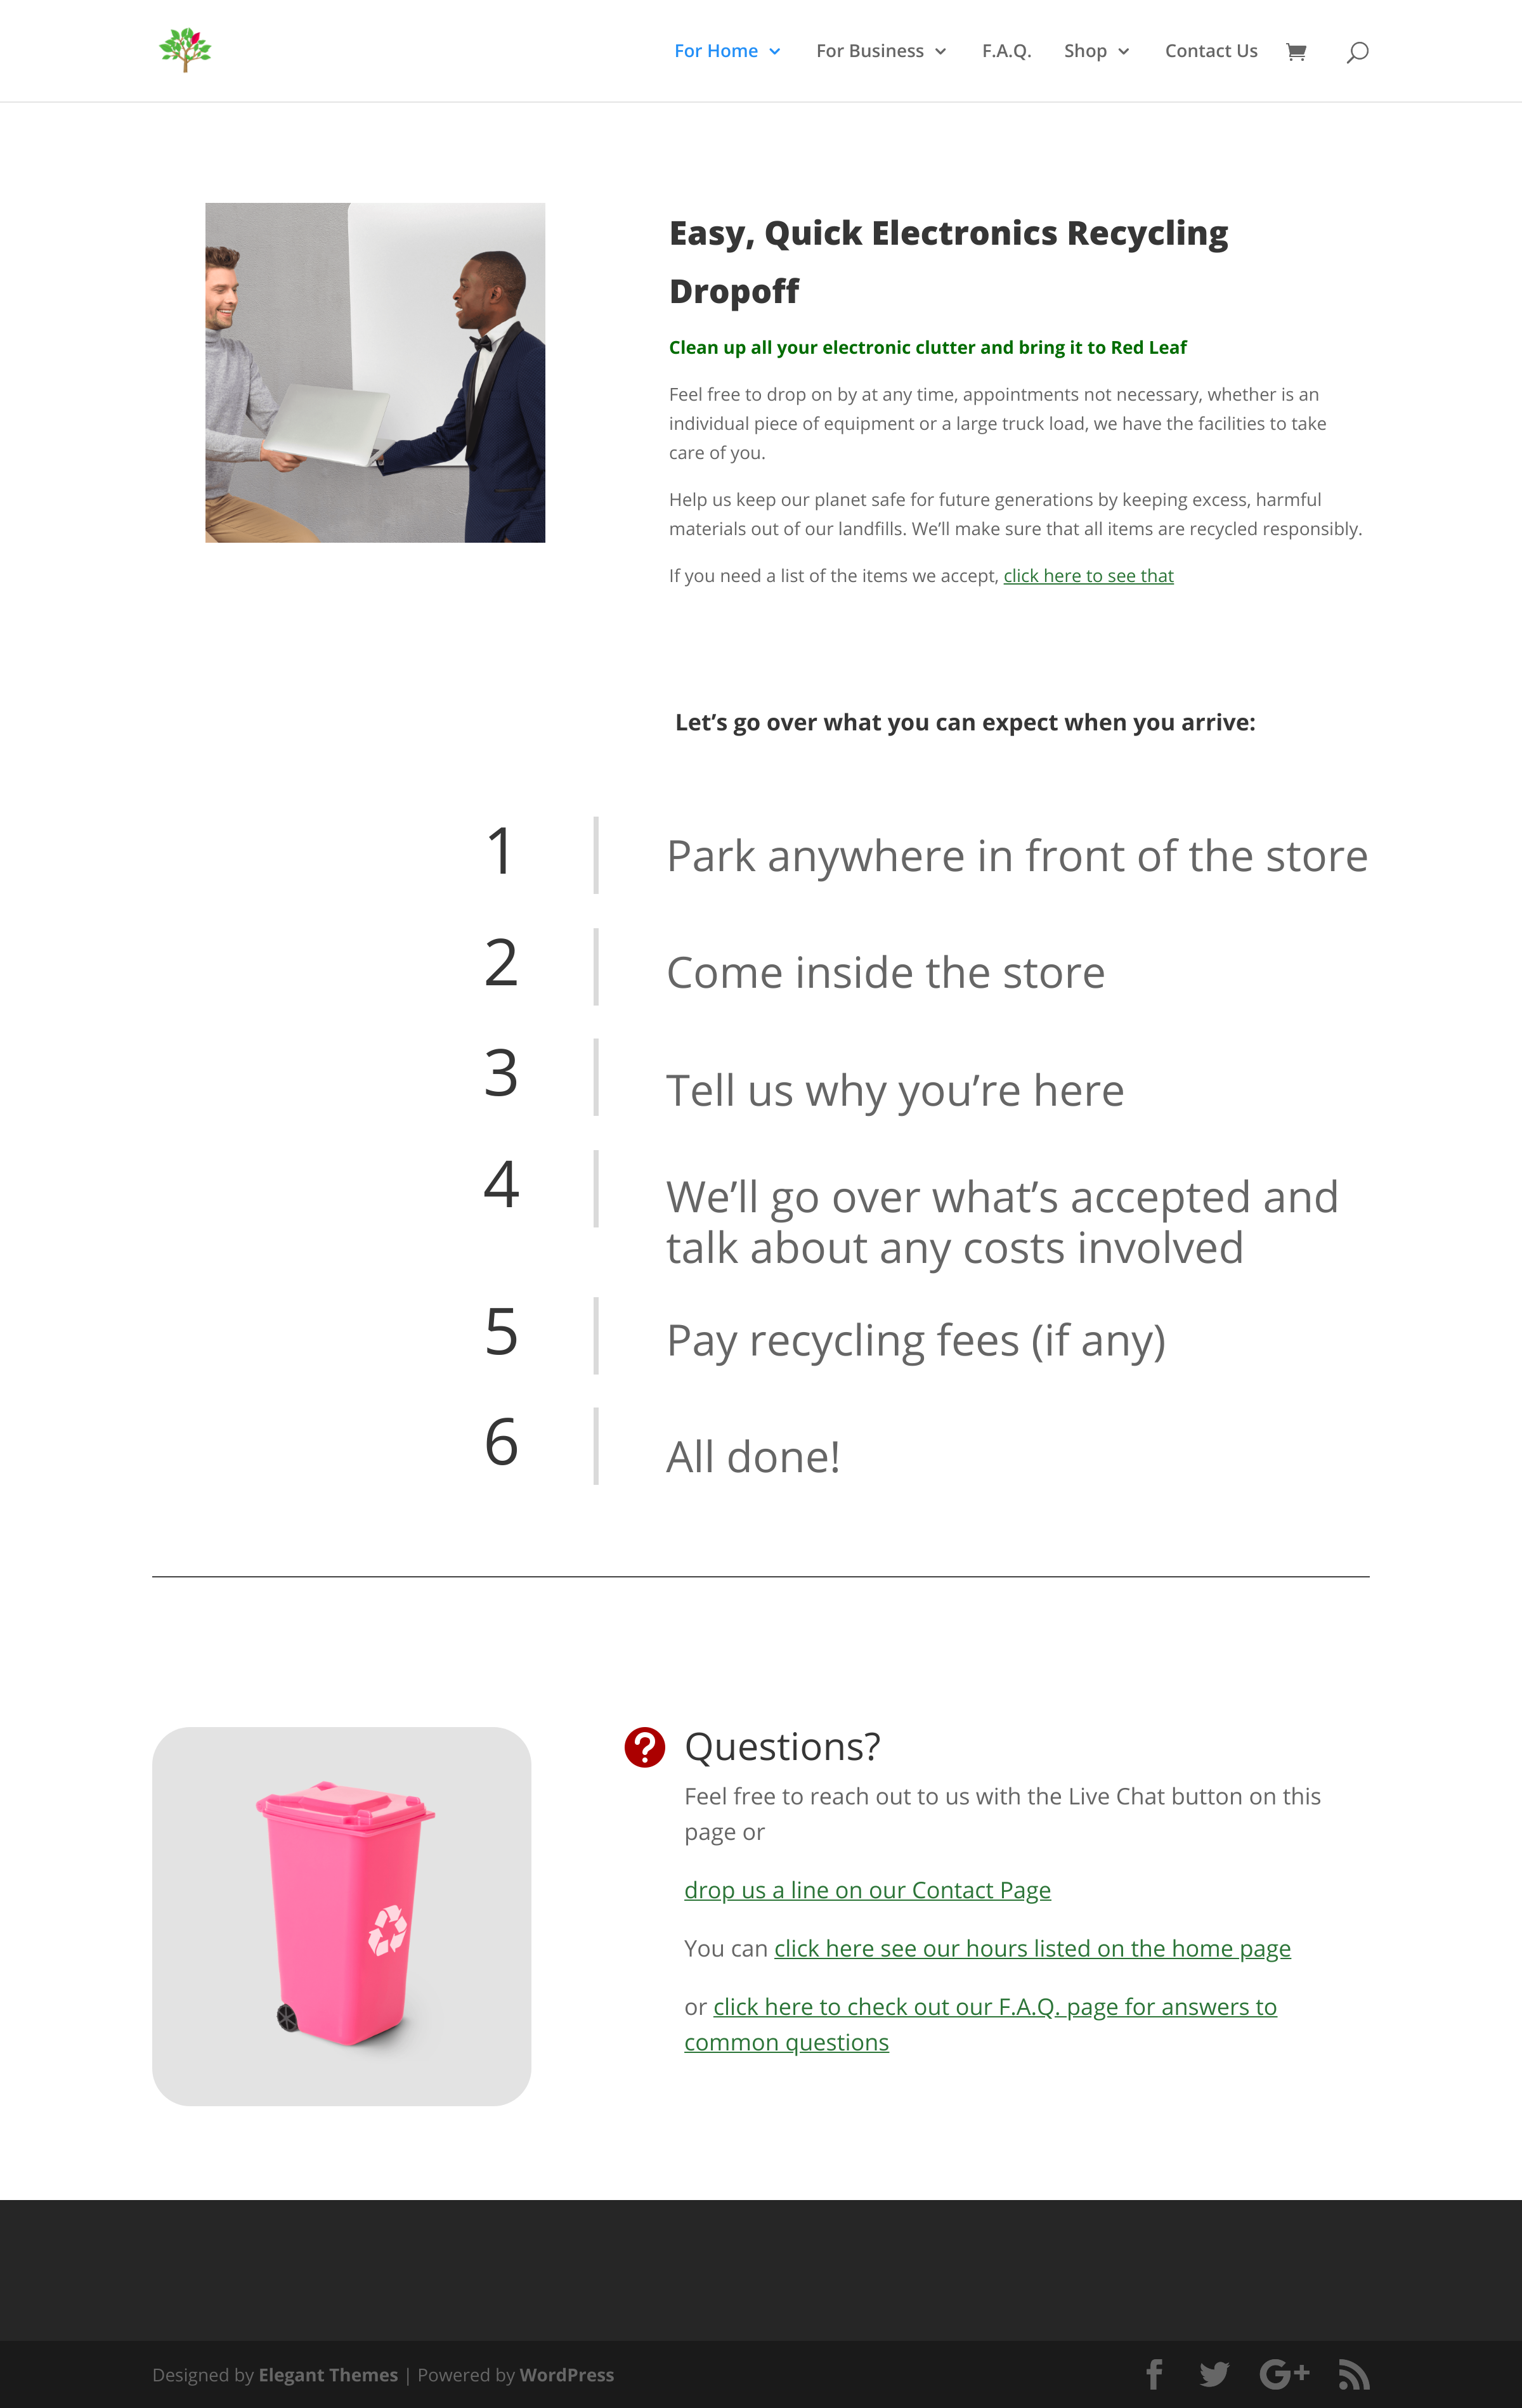 For Home For Business F.A.Q. Shop Contact Us
Easy, Quick Electronics Recycling
Dropoff
Clean up all your electronic clutter and bring it to Red Leaf
Feel free to drop on by at any time, appointments not necessary, whether is an
individual piece of equipment or a large truck load, we have the facilities to take
care of you.
Help us keep our planet safe for future generations by keeping excess, harmful
materials out of our landfills. We’ll make sure that all items are recycled responsibly.
If you need a list of the items we accept, click here to see that
Let’s go over what you can expect when you arrive:
1 Park anywhere in front of the store
2 Come inside the store
3 Tell us why you’re here
4 We’ll go over what’s accepted and
talk about any costs involved
5 Pay recycling fees (if any)
6 All done!
Questions?
Feel free to reach out to us with the Live Chat button on this
page or
drop us a line on our Contact Page
You can click here see our hours listed on the home page
or click here to check out our F.A.Q. page for answers to
common questions
Designed by Elegant Themes | Powered by WordPress